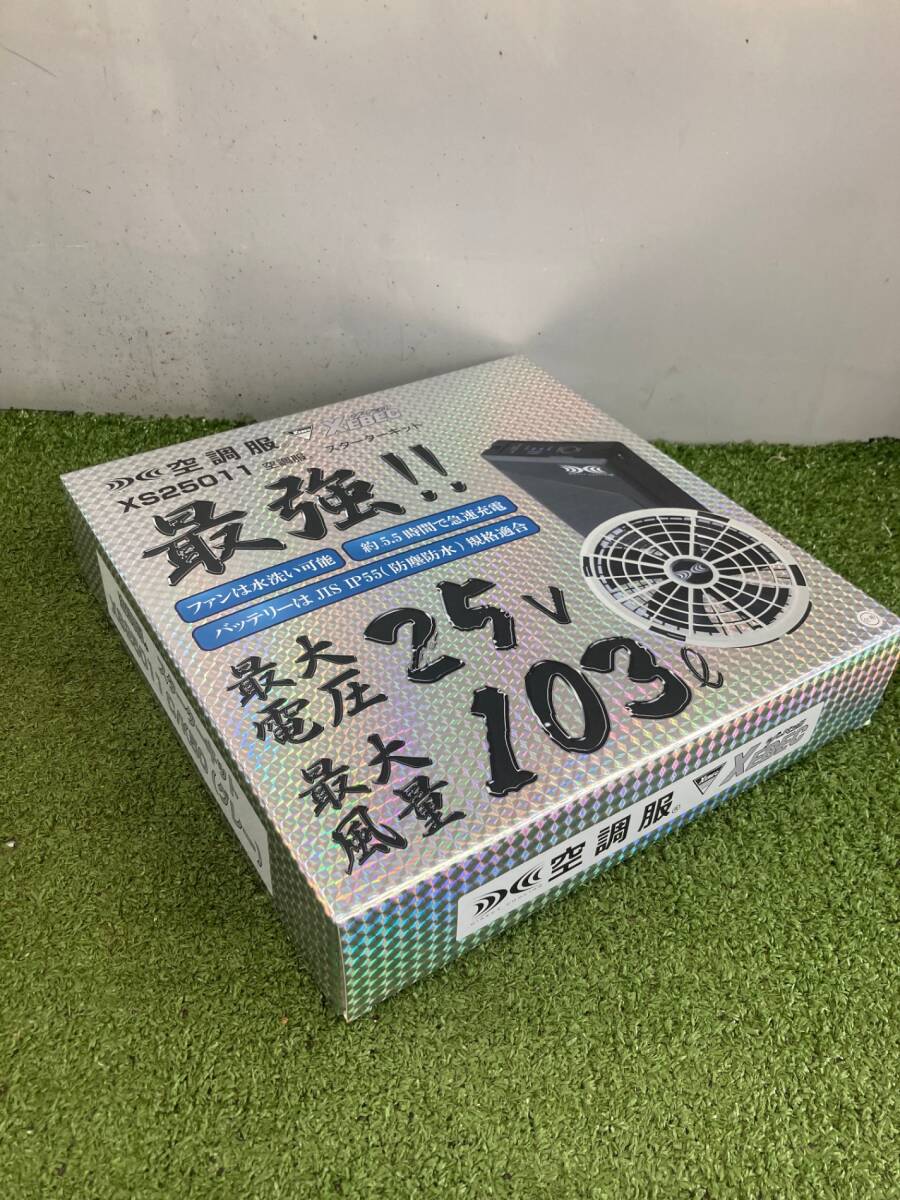 空調服 XEBEC
XS25011 空調服 スターターキット
最強!!
ファンは水洗い可能
約5.5時間で急速充電
バッテリーは JIS IP55(防塵防水)規格適合
最大電圧 25V
最大風量 103ℓ
空調服® XEBEC